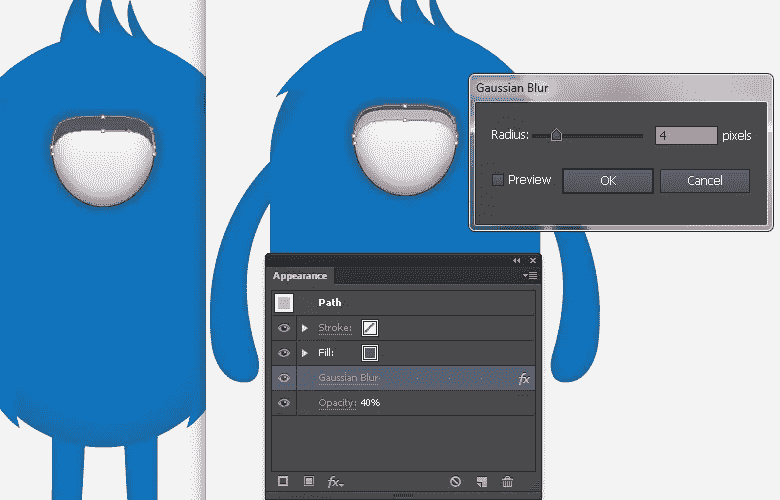 Gaussian Blur
Radius:
4
pixels
Preview
OK
Cancel
Appearance
Path
Stroke:
Fill:
Gaussian Blur
fx
Opacity: 40%
fx